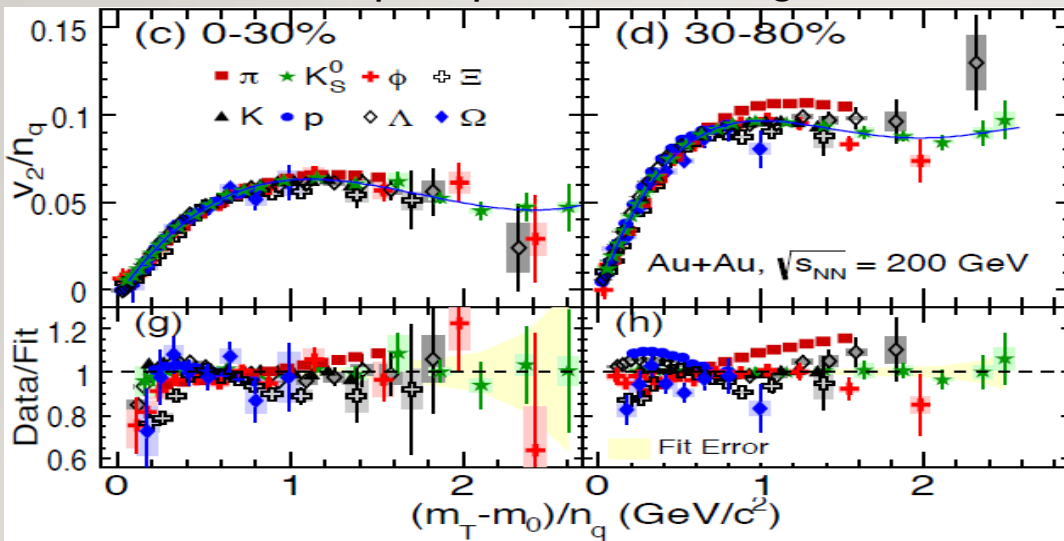 0.15
(c) 0-30%
(d) 30-80%
π K⁰_S φ Ξ
K p Λ Ω
0.1
v₂/n_q
0.05
0
Au+Au, √s_NN = 200 GeV
(g)
(h)
1.2
1
0.8
0.6
Data/Fit
Fit Error
0 1 2 0 1 2
(m_T-m_0)/n_q (GeV/c²)